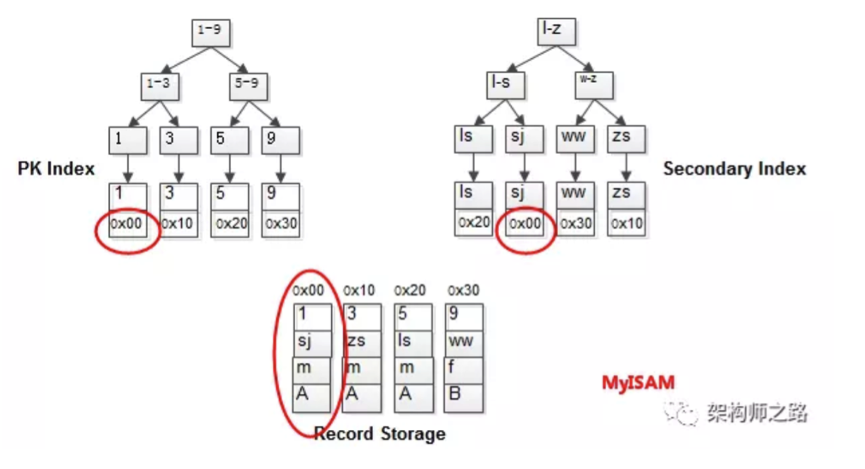 1-9
1-3 5-9
1 3 5 9
PK Index
1 3 5 9
0x00 0x10 0x20 0x30
l-z
l-s w-z
ls sj ww zs
Secondary Index
ls sj ww zs
0x20 0x00 0x30 0x10
0x00 0x10 0x20 0x30
1 3 5 9
sj zs ls ww
m m m f
A A A B
Record Storage
MyISAM
架构师之路